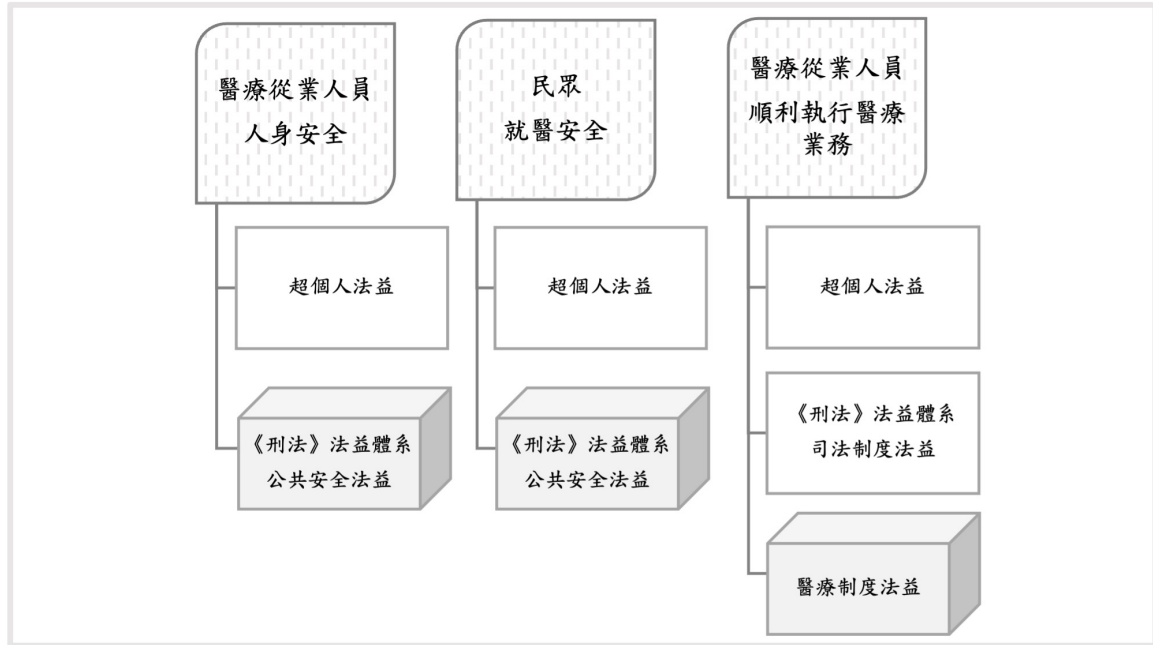 醫療從業人員
人身安全
民眾
就醫安全
醫療從業人員
順利執行醫療
業務
超個人法益
超個人法益
超個人法益
《刑法》法益體系
公共安全法益
《刑法》法益體系
公共安全法益
《刑法》法益體系
司法制度法益
醫療制度法益